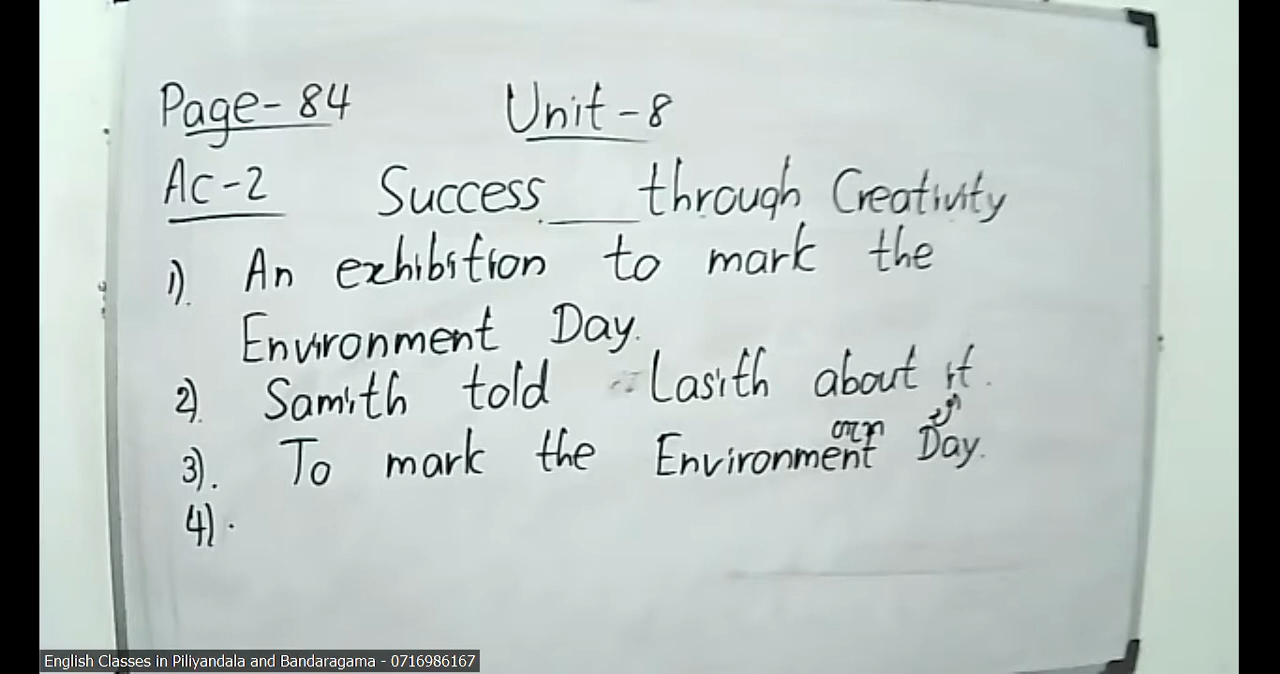 Page-84 Unit-8
Ac-2 Success through Creativity
1). An exhibition to mark the
Environment Day.
2). Samith told Lasith about it.
3). To mark the Environment Day.
4).
English Classes in Piliyandala and Bandaragama - 0716986167